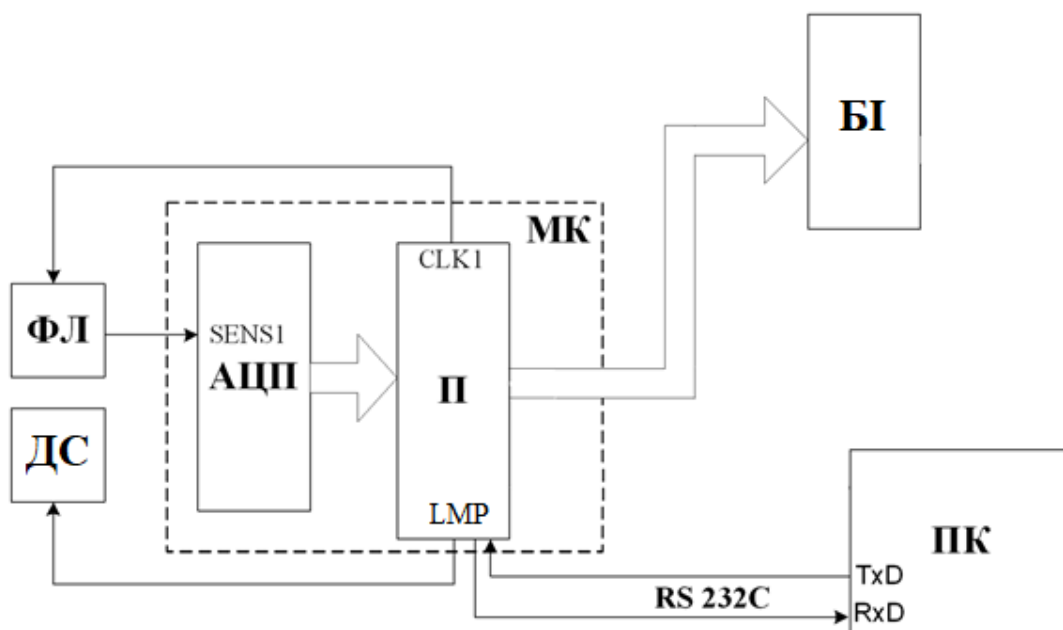 БІ
МК
CLK1
ФЛ
SENS1
АЦП
П
ДС
LMP
ПК
TxD
RS 232C
RxD